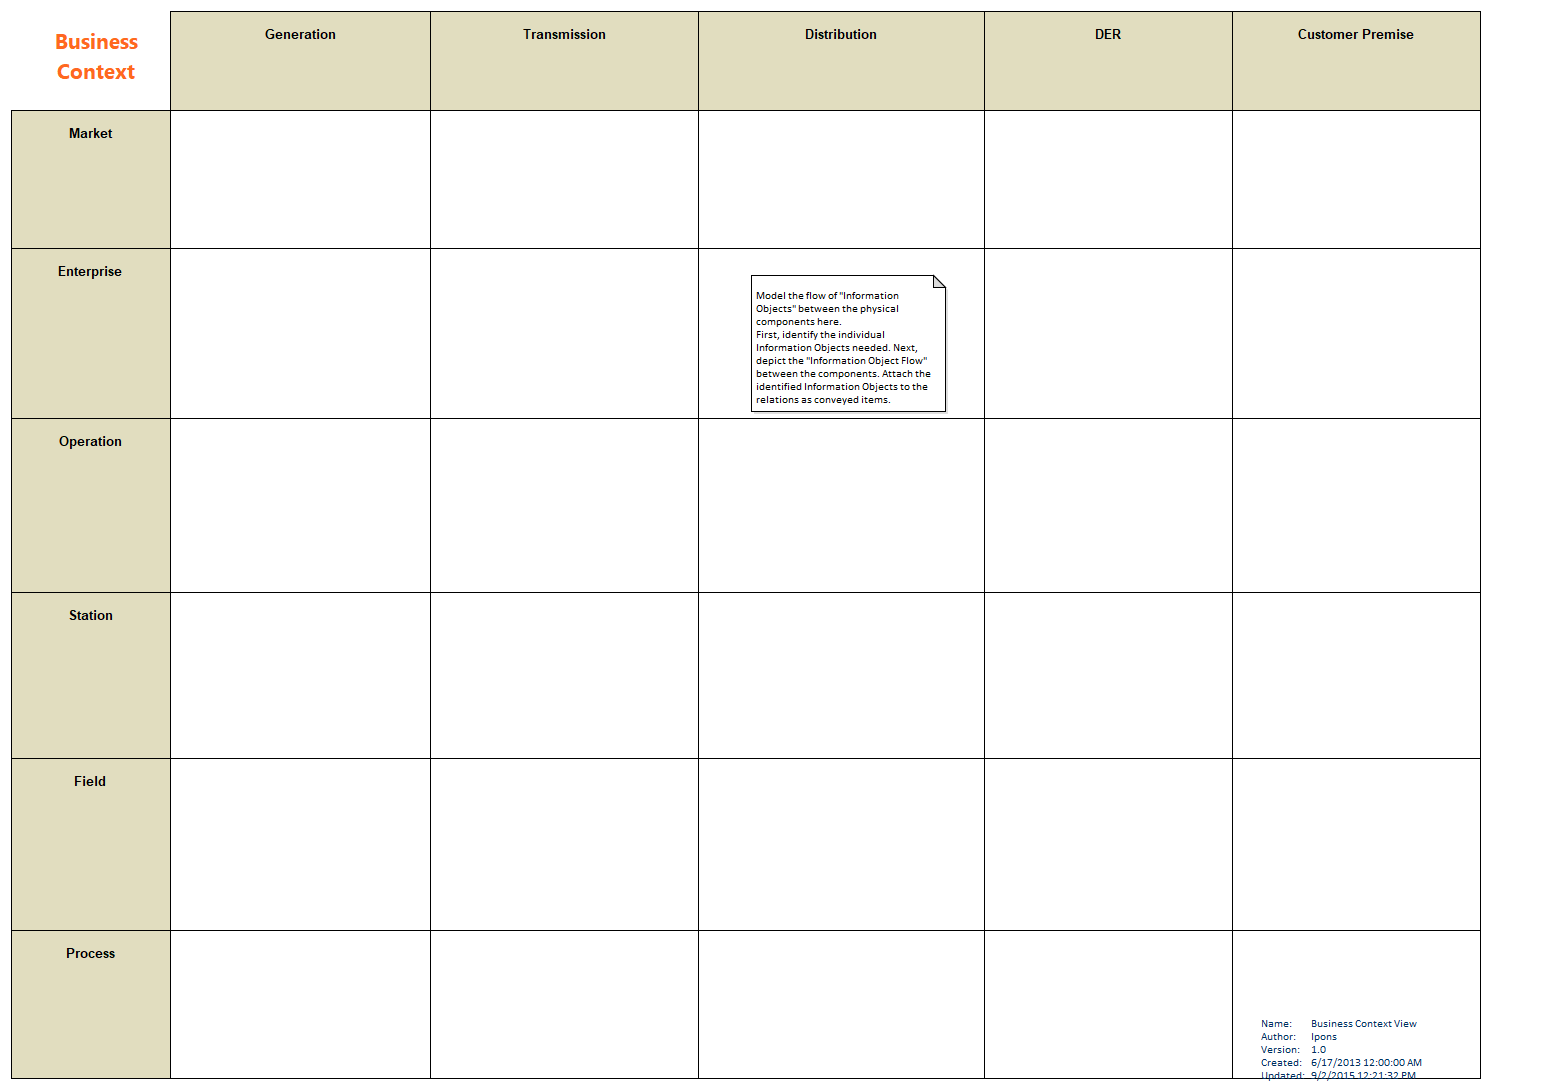 Business
Context
Generation
Transmission
Distribution
DER
Customer Premise
Market
Enterprise
Model the flow of "Information
Objects" between the physical
components here.
First, identify the individual
Information Objects needed. Next,
depict the "Information Object Flow"
between the components. Attach the
identified Information Objects to the
relations as conveyed items.
Operation
Station
Field
Process
Name: Business Context View
Author: lpons
Version: 1.0
Created: 6/17/2013 12:00:00 AM
Updated: 9/2/2015 12:21:32 PM